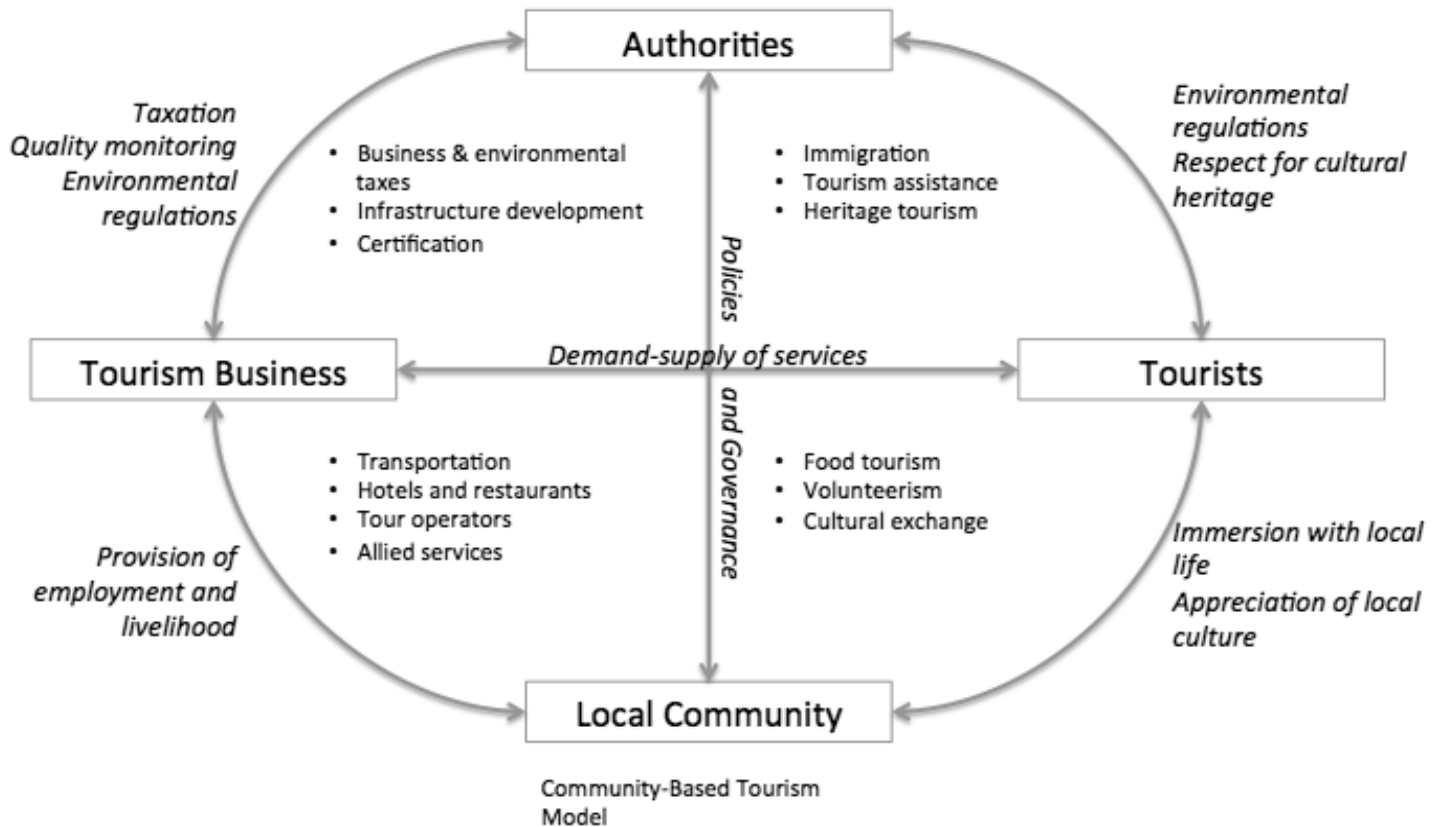 Authorities
Taxation
Quality monitoring
Environmental
regulations
• Business & environmental
taxes
• Infrastructure development
• Certification
• Immigration
• Tourism assistance
• Heritage tourism
Environmental
regulations
Respect for cultural
heritage
Policies
and Governance
Tourism Business
Demand-supply of services
Tourists
Provision of
employment and
livelihood
• Transportation
• Hotels and restaurants
• Tour operators
• Allied services
• Food tourism
• Volunteerism
• Cultural exchange
Immersion with local
life
Appreciation of local
culture
Local Community
Community-Based Tourism
Model